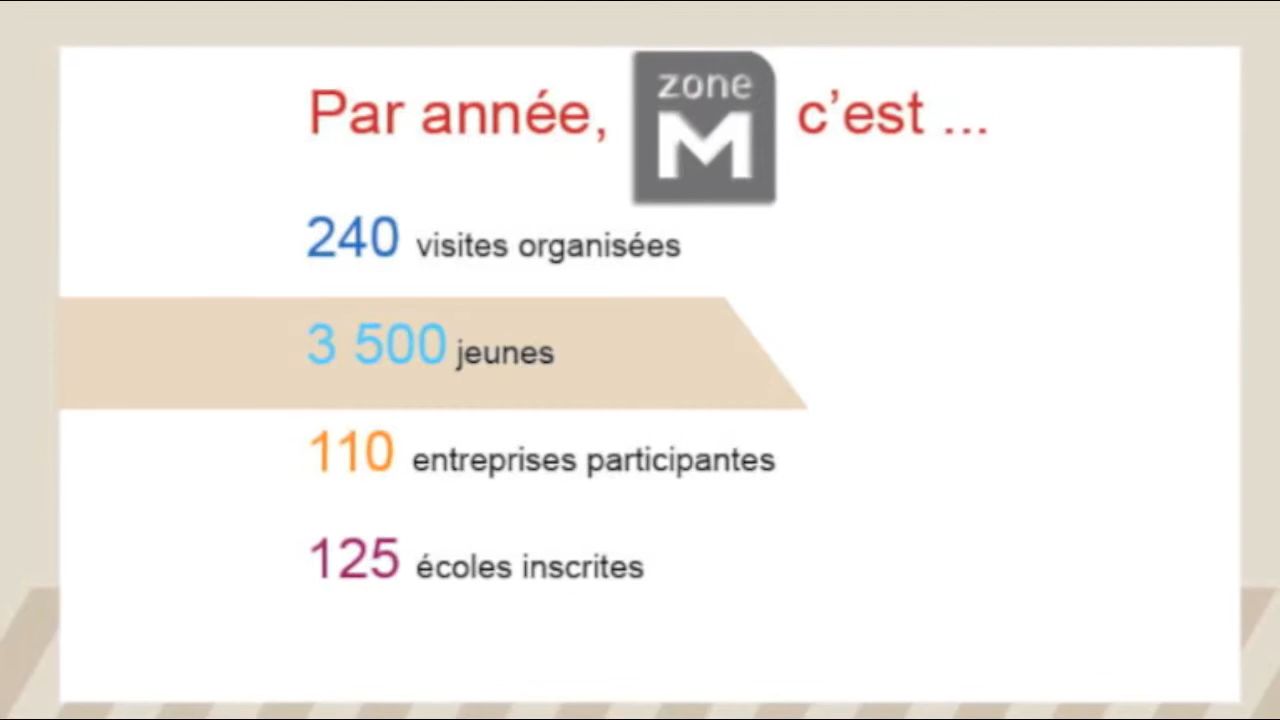 Par année, zone M c'est ...
240 visites organisées
3 500 jeunes
110 entreprises participantes
125 écoles inscrites